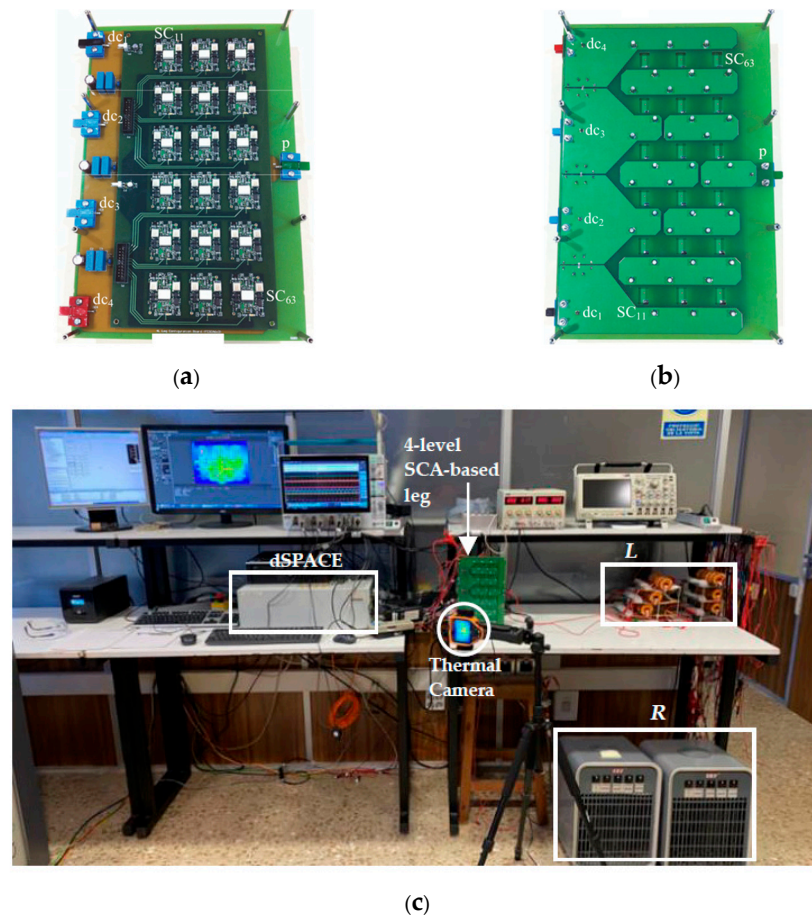 dc₁
SC₁₁
dc₂
p
dc₃
dc₄
SC₆₃
(a)
dc₄
SC₆₃
dc₃
p
dc₂
dc₁
SC₁₁
(b)
4-level
SCA-based
leg
dSPACE
L
Thermal
Camera
R
(c)